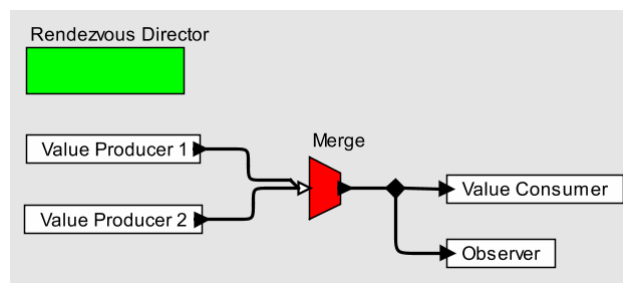 Rendezvous Director
Value Producer 1
Merge
Value Producer 2
Value Consumer
Observer